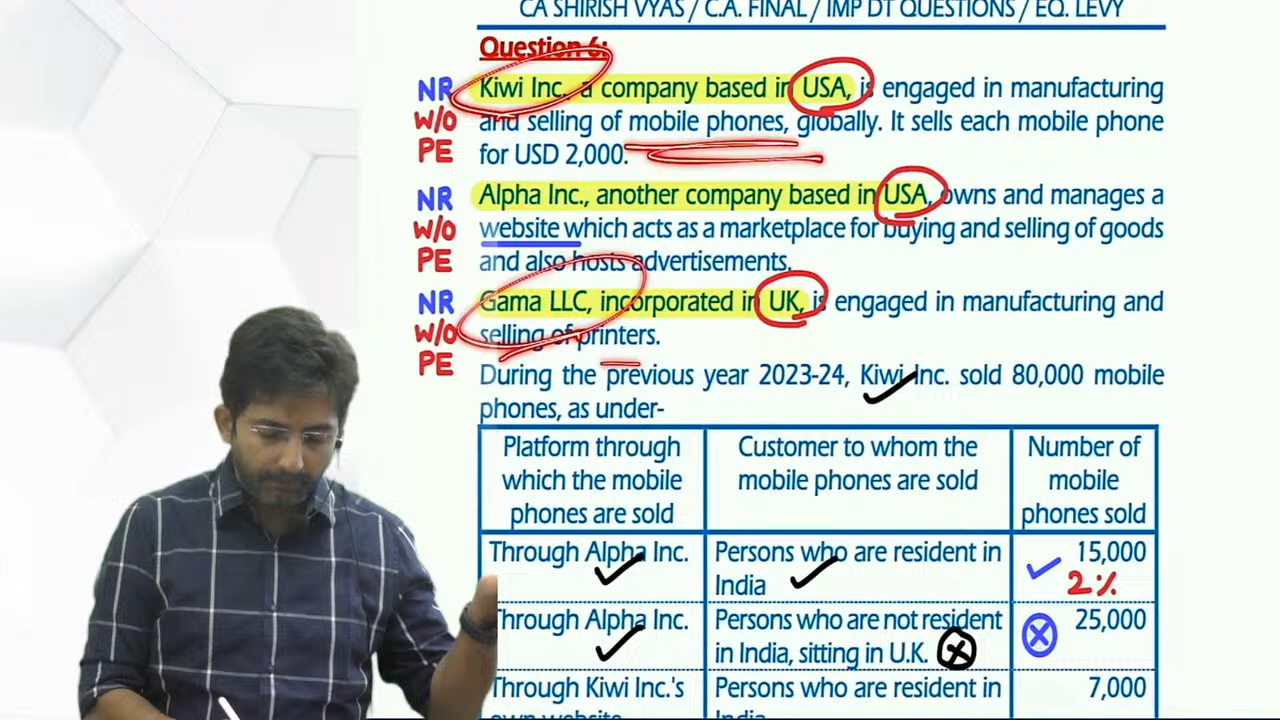 CA SHIRISH VYAS / C.A. FINAL / IMP DT QUESTIONS / EQ. LEVY
Question 6:
NR
W/O
PE
Kiwi Inc., a company based in USA, is engaged in manufacturing
and selling of mobile phones, globally. It sells each mobile phone
for USD 2,000.
NR
W/O
PE
Alpha Inc., another company based in USA, owns and manages a
website which acts as a marketplace for buying and selling of goods
and also hosts advertisements.
NR
W/O
PE
Gama LLC, incorporated in UK, is engaged in manufacturing and
selling of printers.
During the previous year 2023-24, Kiwi Inc. sold 80,000 mobile
phones, as under-
Platform through
which the mobile
phones are sold
Customer to whom the
mobile phones are sold
Number of
mobile
phones sold
Through Alpha Inc.
Persons who are resident in
India
15,000
2%
Through Alpha Inc.
Persons who are not resident
in India, sitting in U.K.
25,000
Through Kiwi Inc.'s
own website
Persons who are resident in
India
7,000